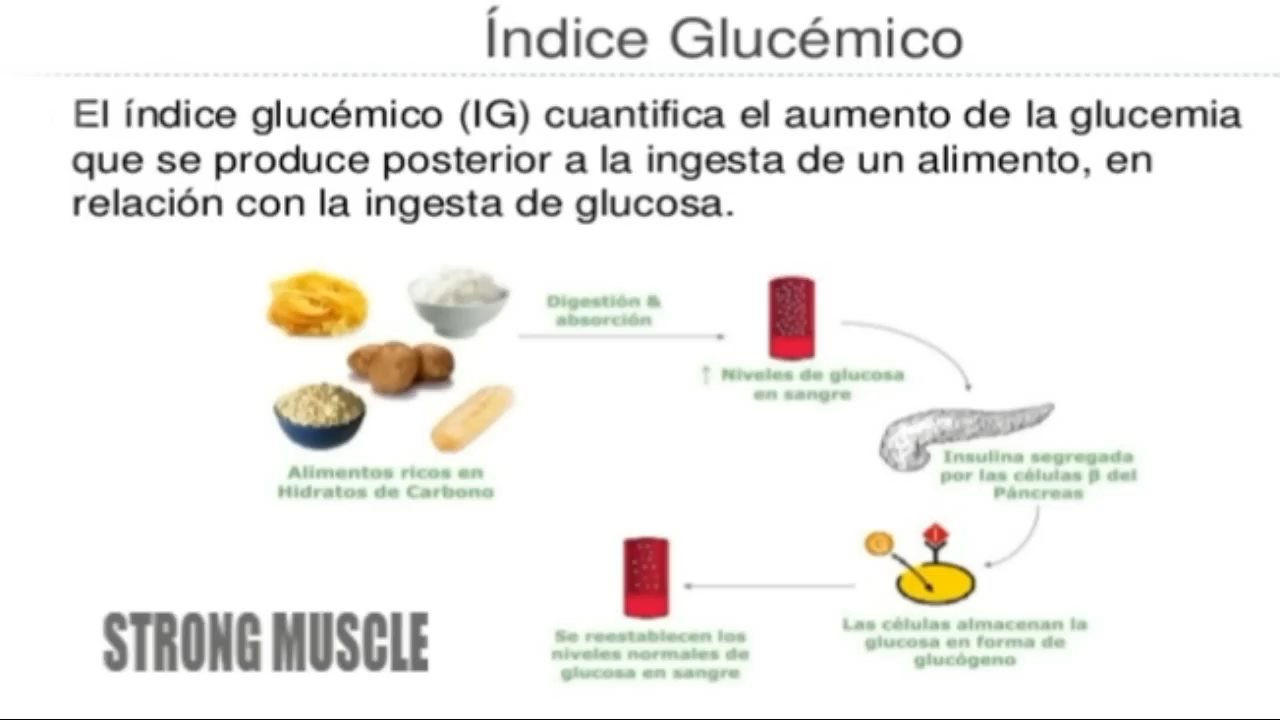 Índice Glucémico
El índice glucémico (IG) cuantifica el aumento de la glucemia
que se produce posterior a la ingesta de un alimento, en
relación con la ingesta de glucosa.
Digestión &
absorción
↑ Niveles de glucosa
en sangre
Insulina segregada
por las células β del
Páncreas
Alimentos ricos en
Hidratos de Carbono
Las células almacenan la
glucosa en forma de
glucógeno
Se reestablecen los
niveles normales de
glucosa en sangre
STRONG MUSCLE